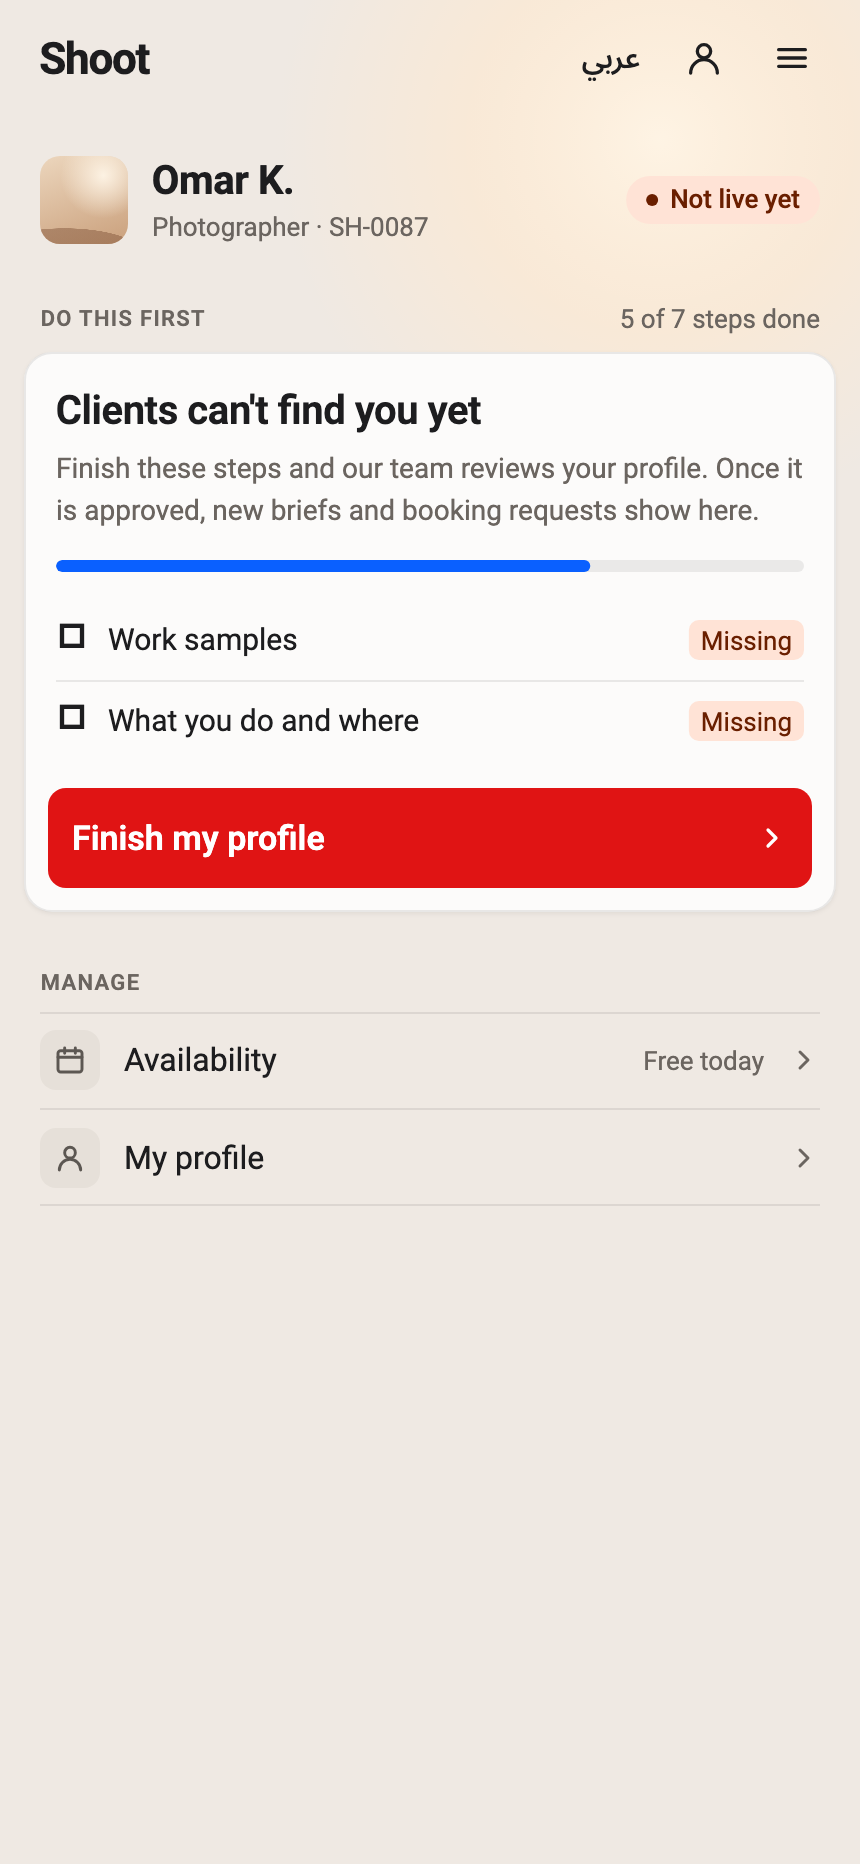 Shoot
عربي
Omar K.
Photographer · SH-0087
Not live yet
DO THIS FIRST
5 of 7 steps done
Clients can't find you yet
Finish these steps and our team reviews your profile. Once it
is approved, new briefs and booking requests show here.
Work samples
Missing
What you do and where
Missing
Finish my profile
MANAGE
Availability
Free today
My profile